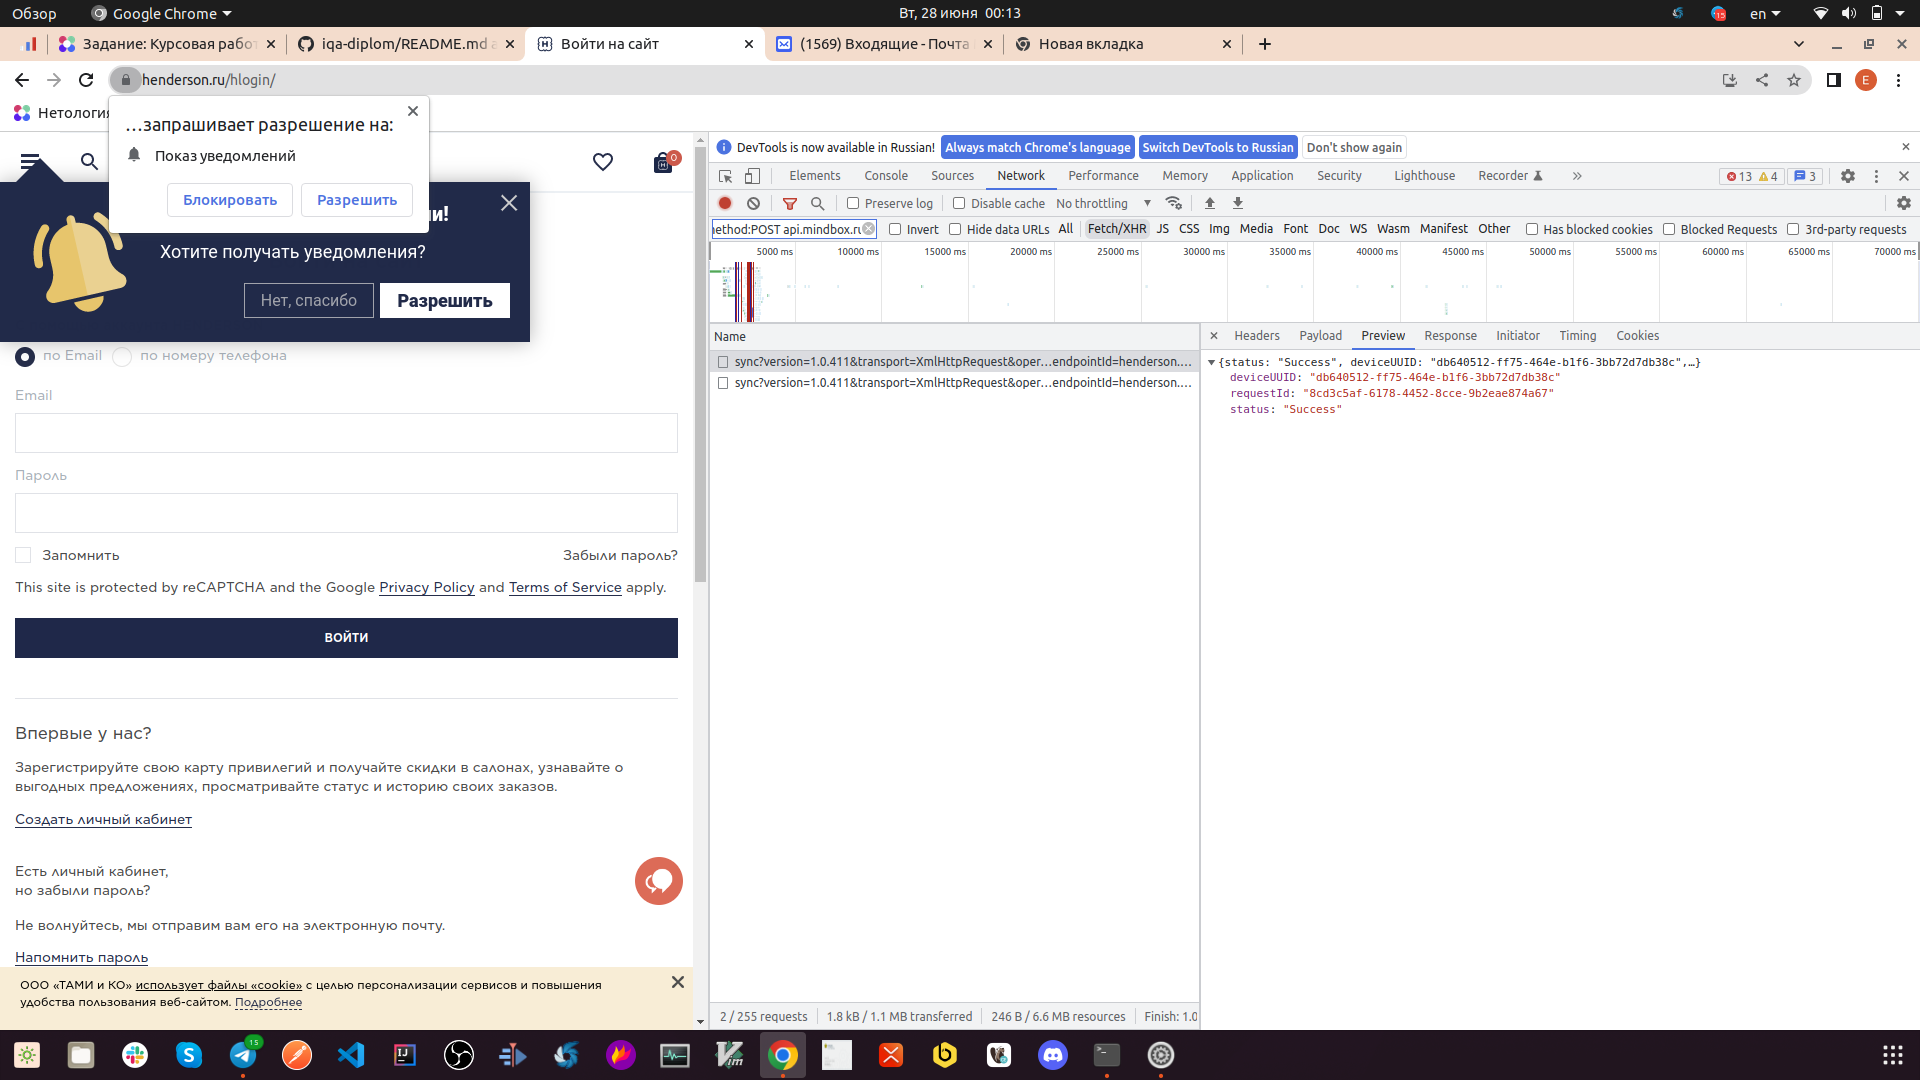 Обзор
Google Chrome
Вт, 28 июня 00:13
15
en
Задание: Курсовая работ
iqa-diplom/README.md
Войти на сайт
(1569) Входящие - Почта
Новая вкладка
henderson.ru/hlogin/
E
Нетология
…запрашивает разрешение на:
Показ уведомлений
Блокировать
Разрешить
0
ии!
Хотите получать уведомления?
Нет, спасибо
Разрешить
по Email
по номеру телефона
Email
Пароль
Запомнить
Забыли пароль?
This site is protected by reCAPTCHA and the Google Privacy Policy and Terms of Service apply.
ВОЙТИ
Впервые у нас?
Зарегистрируйте свою карту привилегий и получайте скидки в салонах, узнавайте о
выгодных предложениях, просматривайте статус и историю своих заказов.
Создать личный кабинет
Есть личный кабинет,
но забыли пароль?
Не волнуйтесь, мы отправим вам его на электронную почту.
Напомнить пароль
ООО «ТАМИ и КО» использует файлы «cookie» с целью персонализации сервисов и повышения
удобства пользования веб-сайтом. Подробнее
DevTools is now available in Russian!
Always match Chrome's language
Switch DevTools to Russian
Don't show again
Elements
Console
Sources
Network
Performance
Memory
Application
Security
Lighthouse
Recorder
13
4
3
Preserve log
Disable cache
No throttling
nethod:POST api.mindbox.ru
Invert
Hide data URLs
All
Fetch/XHR
JS
CSS
Img
Media
Font
Doc
WS
Wasm
Manifest
Other
Has blocked cookies
Blocked Requests
3rd-party requests
5000 ms
10000 ms
15000 ms
20000 ms
25000 ms
30000 ms
35000 ms
40000 ms
45000 ms
50000 ms
55000 ms
60000 ms
65000 ms
70000 ms
Name
sync?version=1.0.411&transport=XmlHttpRequest&oper…endpointId=henderson.…
sync?version=1.0.411&transport=XmlHttpRequest&oper…endpointId=henderson.…
Headers
Payload
Preview
Response
Initiator
Timing
Cookies
{status: "Success", deviceUUID: "db640512-ff75-464e-b1f6-3bb72d7db38c",…}
deviceUUID: "db640512-ff75-464e-b1f6-3bb72d7db38c"
requestId: "8cd3c5af-6178-4452-8cce-9b2eae874a67"
status: "Success"
2 / 255 requests
1.8 kB / 1.1 MB transferred
246 B / 6.6 MB resources
Finish: 1.0
15